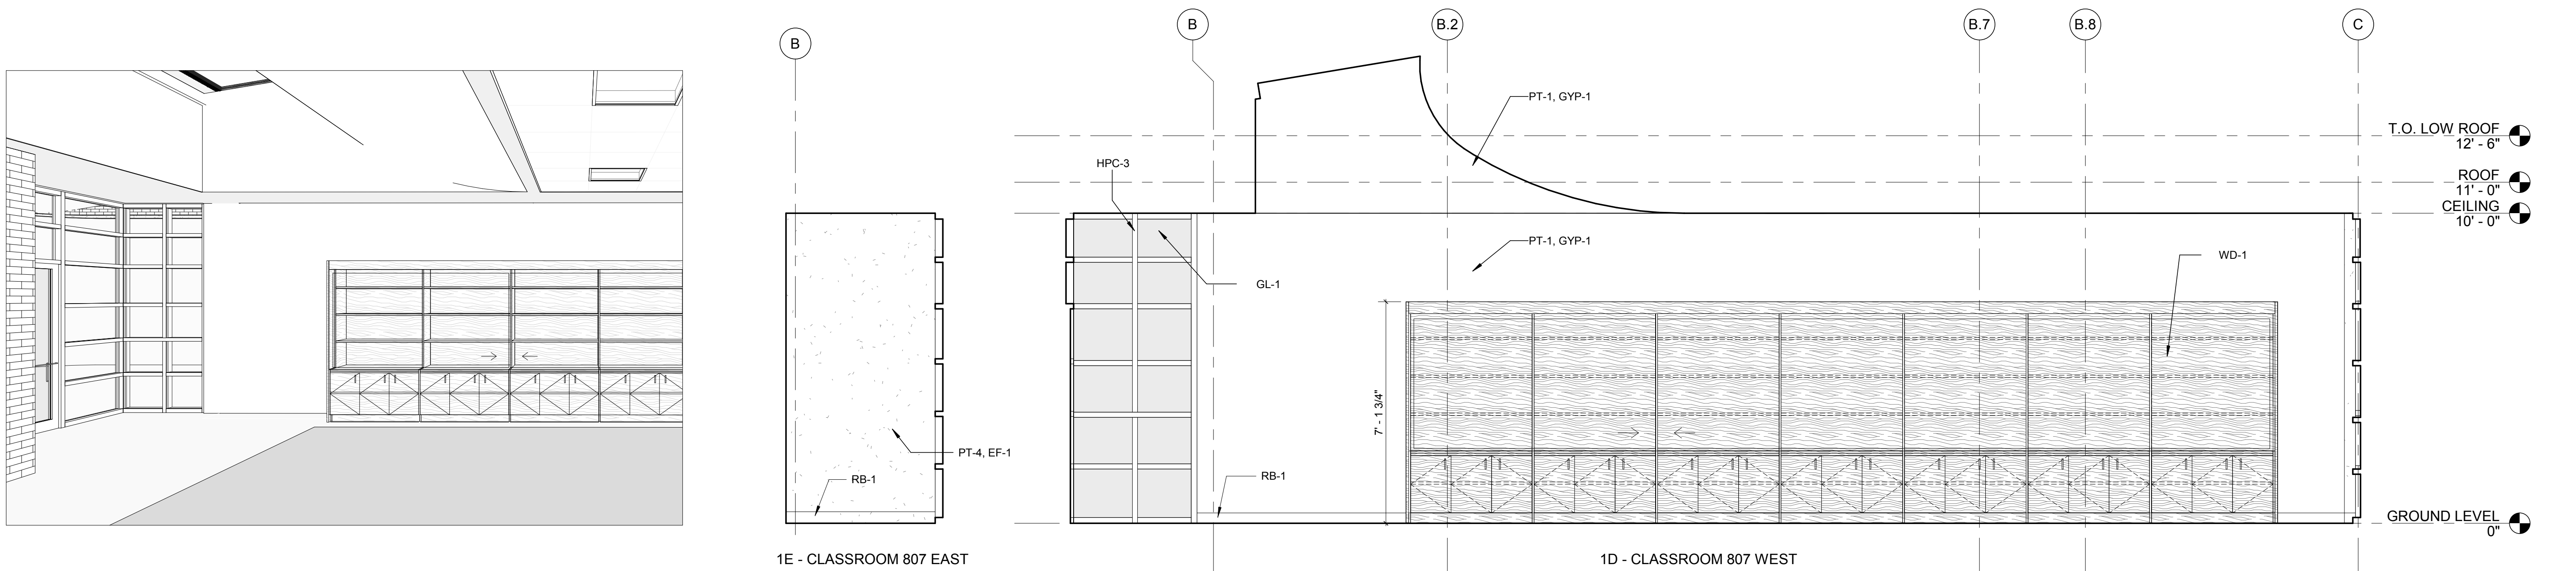 B
B
B.2
B.7
B.8
C
PT-1, GYP-1
T.O. LOW ROOF
12' - 6"
HPC-3
ROOF
11' - 0"
CEILING
10' - 0"
PT-1, GYP-1
WD-1
GL-1
7' - 1 3/4"
PT-4, EF-1
RB-1
RB-1
GROUND LEVEL
0"
1E - CLASSROOM 807 EAST
1D - CLASSROOM 807 WEST